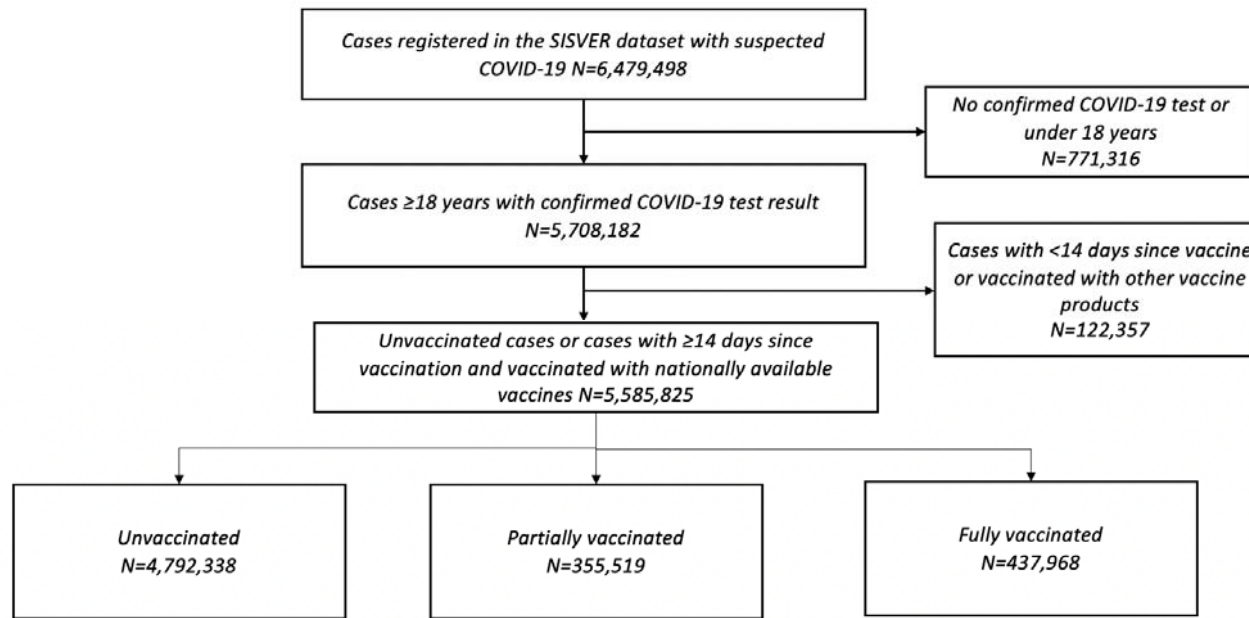 Cases registered in the SISVER dataset with suspected
COVID-19 N=6,479,498
No confirmed COVID-19 test or
under 18 years
N=771,316
Cases ≥18 years with confirmed COVID-19 test result
N=5,708,182
Cases with <14 days since vaccine
or vaccinated with other vaccine
products
N=122,357
Unvaccinated cases or cases with ≥14 days since
vaccination and vaccinated with nationally available
vaccines N=5,585,825
Unvaccinated
N=4,792,338
Partially vaccinated
N=355,519
Fully vaccinated
N=437,968